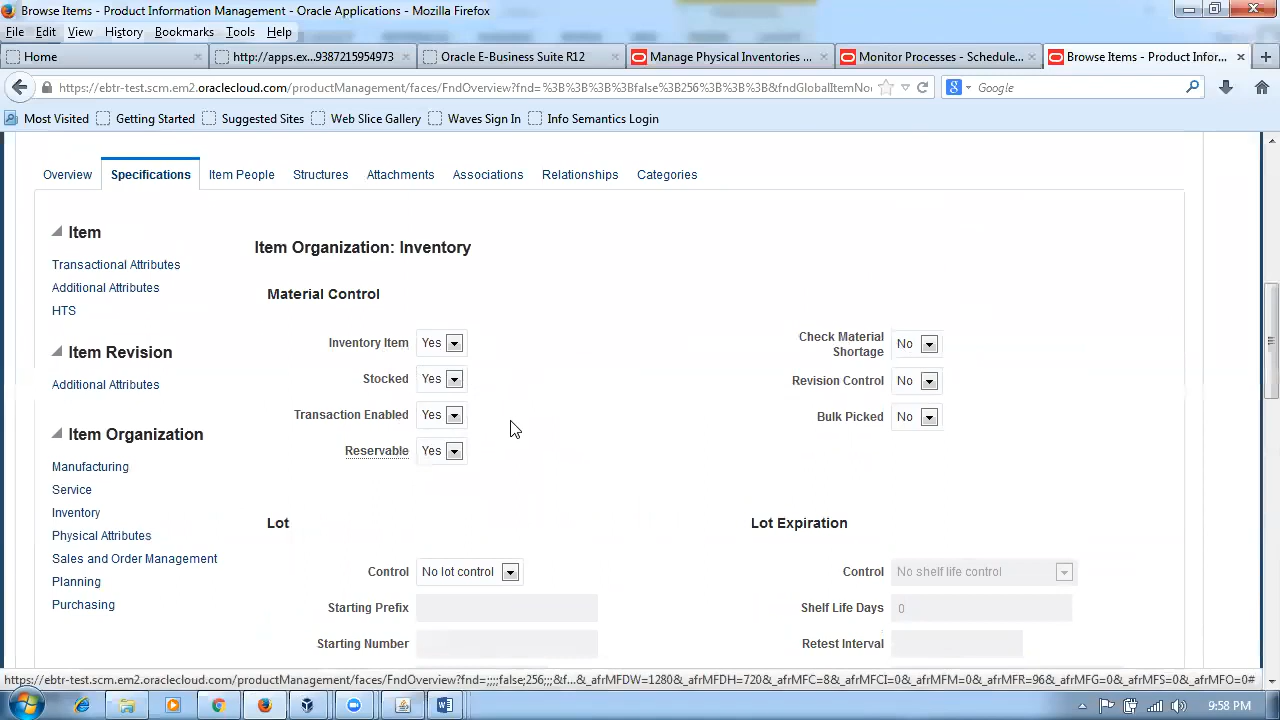 Browse Items - Product Information Management - Oracle Applications - Mozilla Firefox
File Edit View History Bookmarks Tools Help
Home
http://apps.ex...9387215954973
Oracle E-Business Suite R12
Manage Physical Inventories ...
Monitor Processes - Schedule...
Browse Items - Product Infor...
https://ebtr-test.scm.em2.oraclecloud.com/productManagement/faces/FndOverview?fnd=%3B%3B%3B%3Bfalse%3B256%3B%3B%3B&fndGlobalItemNo
Google
Most Visited Getting Started Suggested Sites Web Slice Gallery Waves Sign In Info Semantics Login
Overview Specifications Item People Structures Attachments Associations Relationships Categories
Item
Transactional Attributes
Additional Attributes
HTS
Item Revision
Additional Attributes
Item Organization
Manufacturing
Service
Inventory
Physical Attributes
Sales and Order Management
Planning
Purchasing
Item Organization: Inventory
Material Control
Inventory Item Yes
Stocked Yes
Transaction Enabled Yes
Reservable Yes
Check Material
Shortage No
Revision Control No
Bulk Picked No
Lot
Control No lot control
Starting Prefix
Starting Number
Lot Expiration
Control No shelf life control
Shelf Life Days 0
Retest Interval
https://ebtr-test.scm.em2.oraclecloud.com/productManagement/faces/FndOverview?fnd=;;;;false;256;;;&f..._afrMFDW=1280&_afrMFDH=720&_afrMFC=8&_afrMFCI=0&_afrMFM=0&_afrMFR=96&_afrMFG=0&_afrMFS=0&_afrMFO=0#
9:58 PM